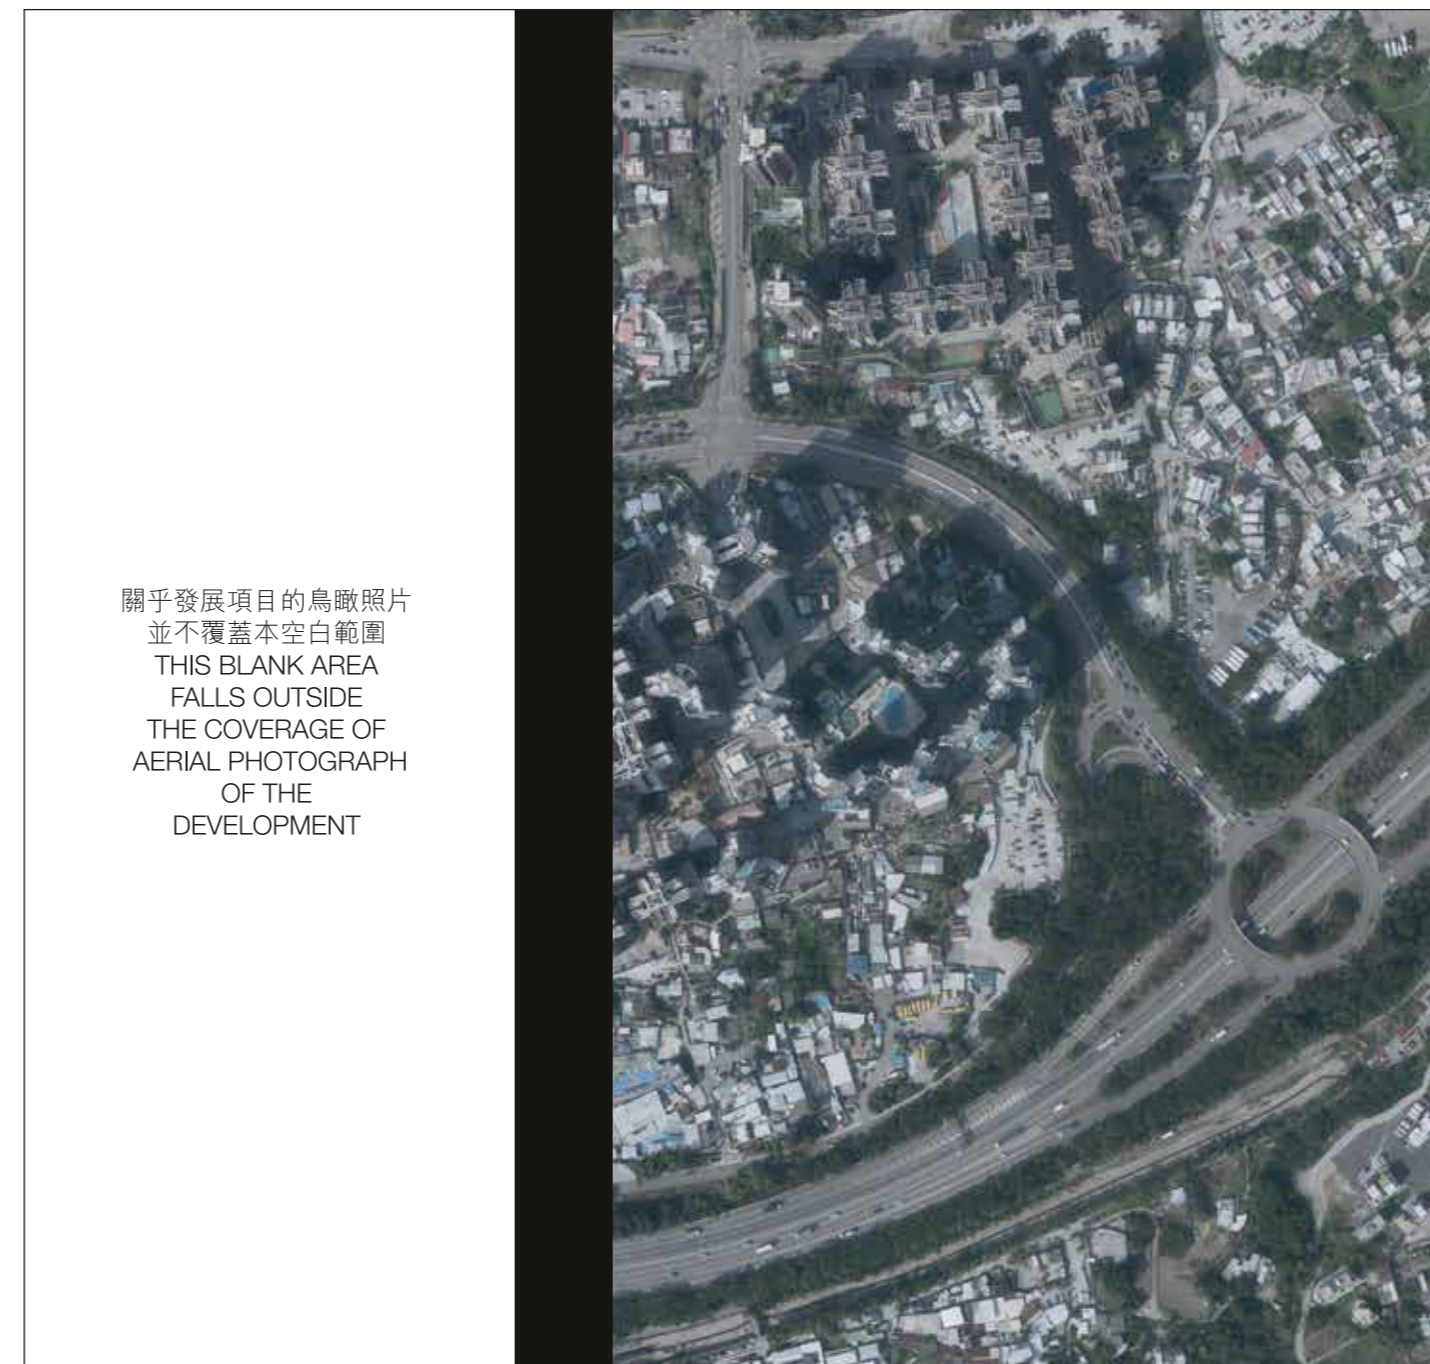 關乎發展項目的鳥瞰照片
並不覆蓋本空白範圍
THIS BLANK AREA
FALLS OUTSIDE
THE COVERAGE OF
AERIAL PHOTOGRAPH
OF THE
DEVELOPMENT